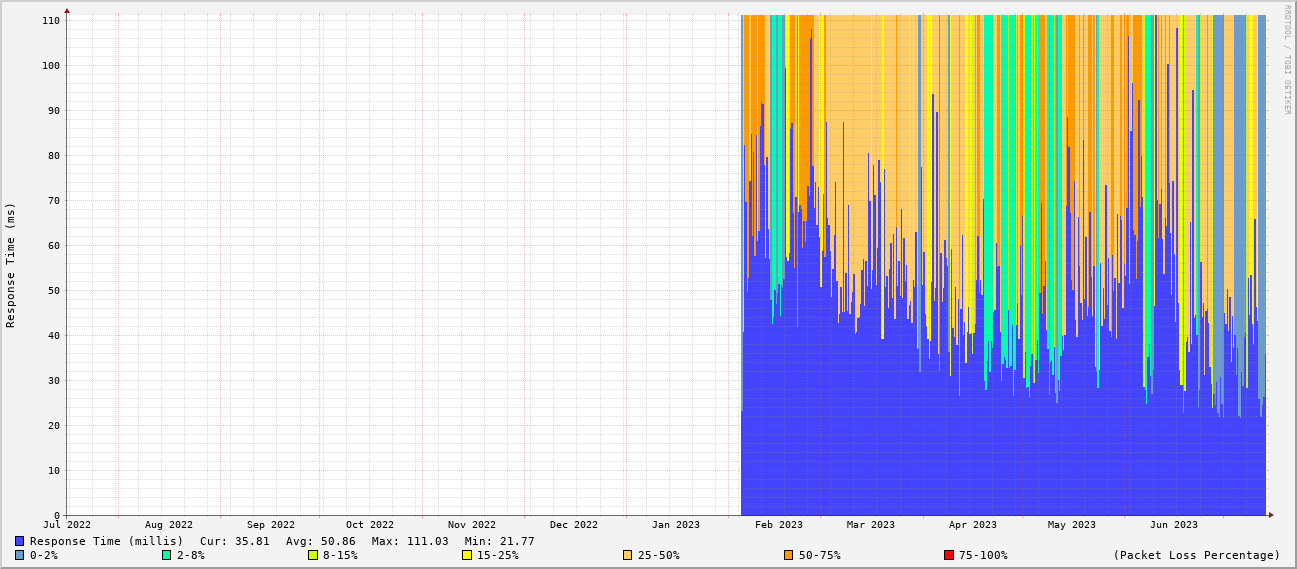 RRDTOOL / TOBI OETIKER
Response Time (ms)
110
100
90
80
70
60
50
40
30
20
10
0
Jul 2022 Aug 2022 Sep 2022 Oct 2022 Nov 2022 Dec 2022 Jan 2023 Feb 2023 Mar 2023 Apr 2023 May 2023 Jun 2023
Response Time (millis) Cur: 35.81 Avg: 50.86 Max: 111.03 Min: 21.77
0-2% 2-8% 8-15% 15-25% 25-50% 50-75% 75-100% (Packet Loss Percentage)